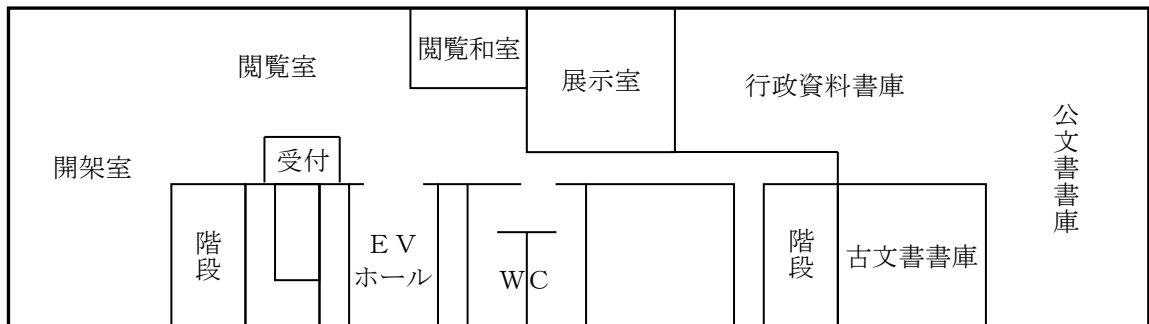 閲覧室
閲覧和室
展示室
行政資料書庫
公文書書庫
開架室
受付
階段
ＥＶ
ホール
ＷＣ
階段
古文書書庫